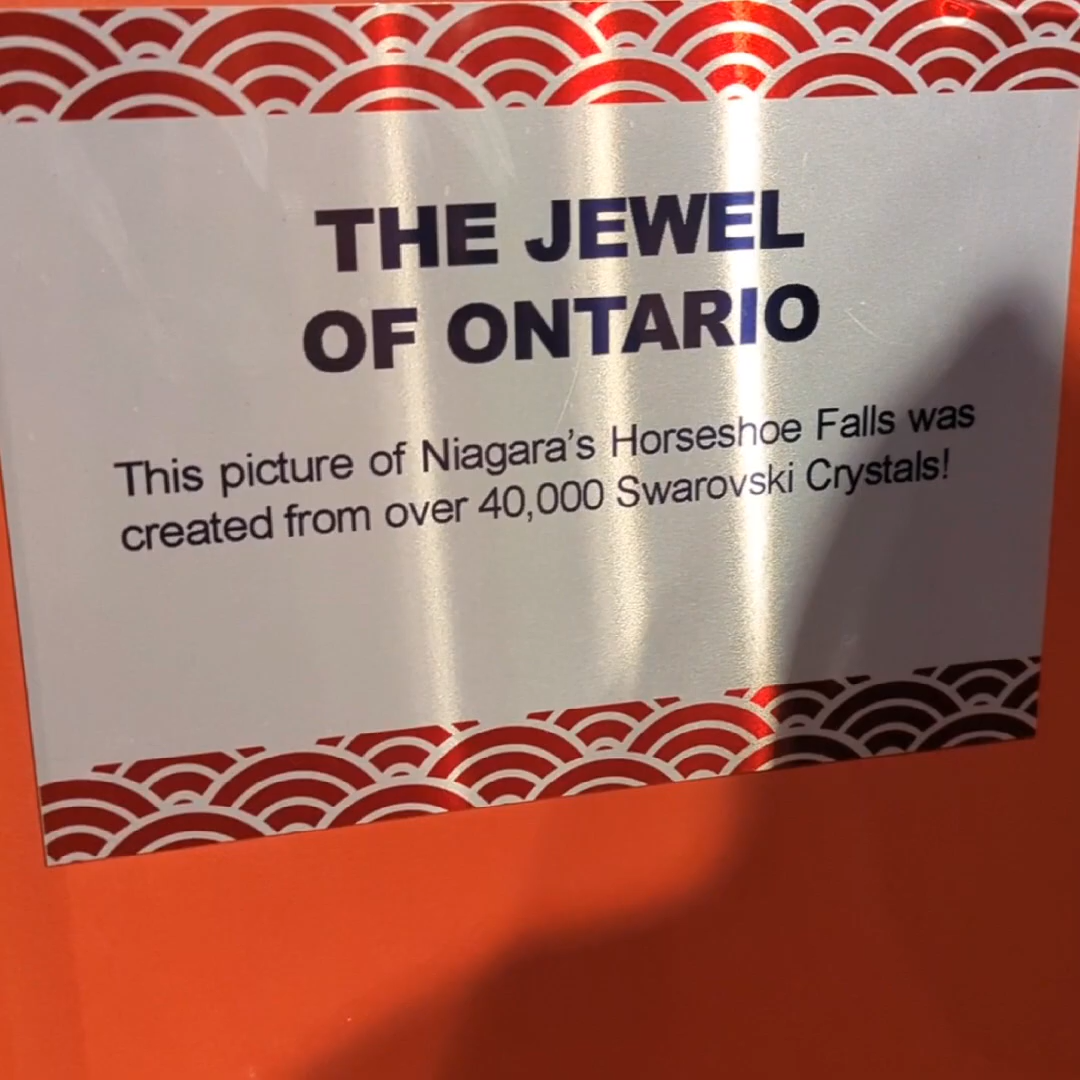 THE JEWEL
OF ONTARIO
This picture of Niagara’s Horseshoe Falls was
created from over 40,000 Swarovski Crystals!